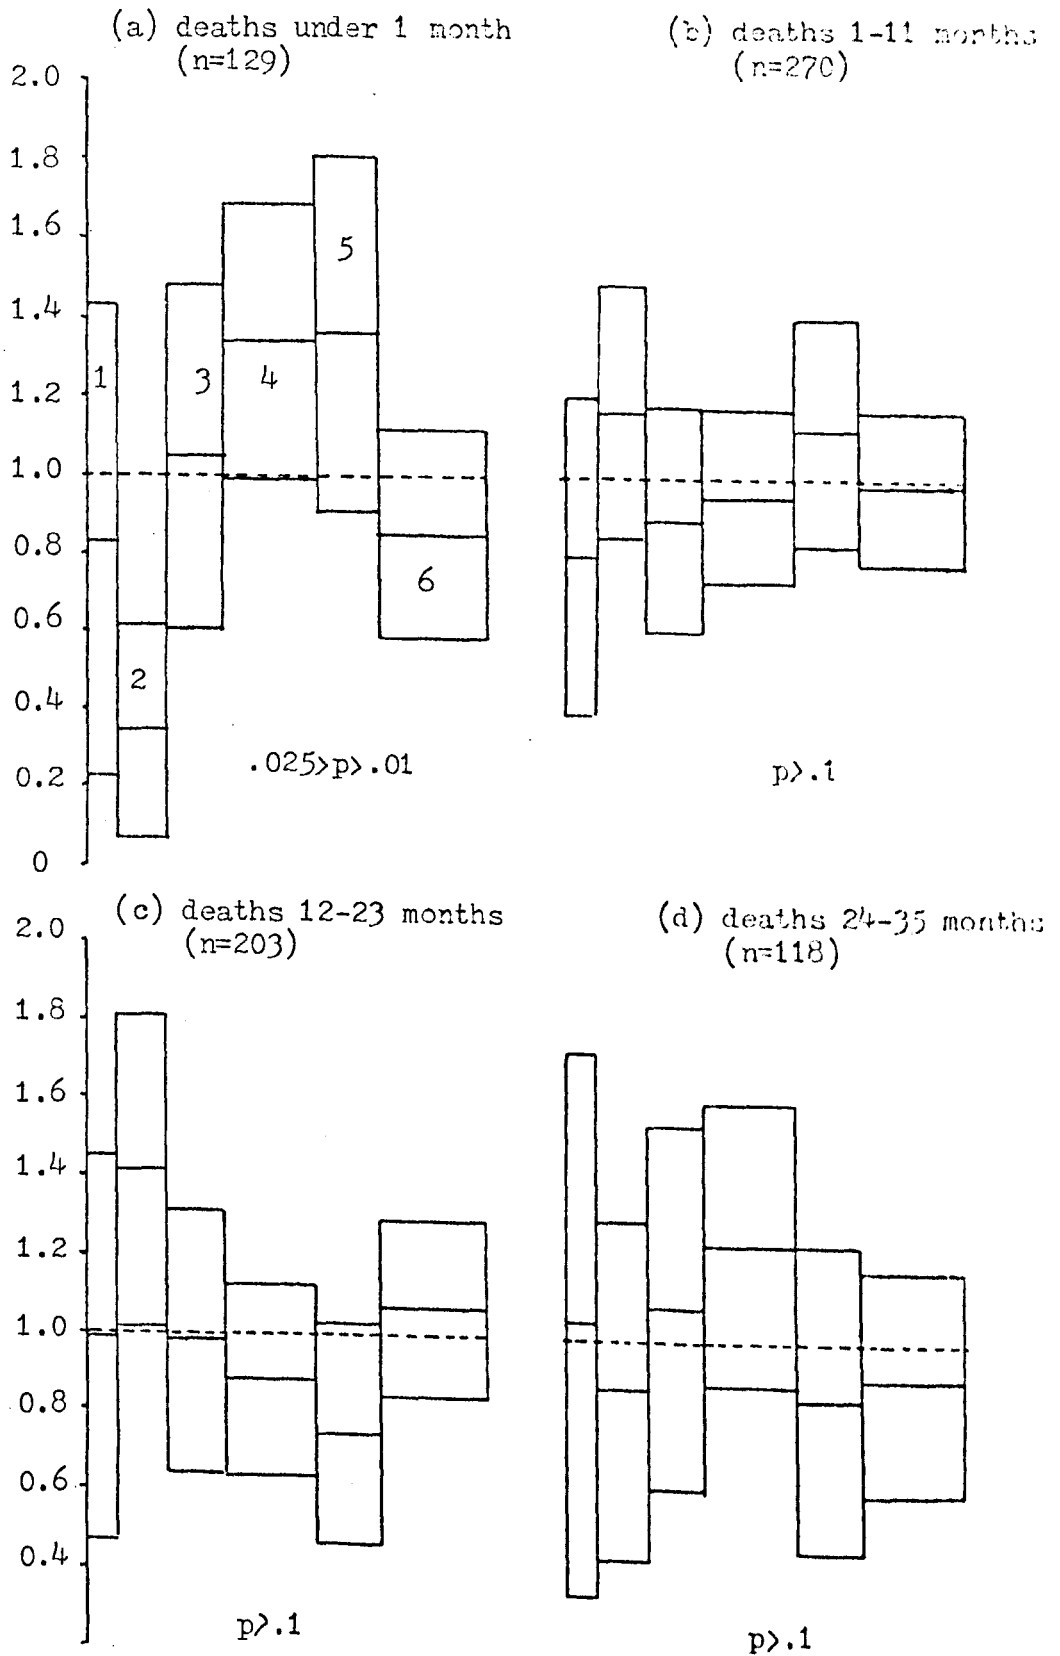 (a) deaths under 1 month
(n=129)
(b) deaths 1-11 months
(n=270)
2.0
1.8
1.6
1.4
1.2
1.0
0.8
0.6
0.4
0.2
0
1
2
3
4
5
6
.025>p>.01
p>.1
(c) deaths 12-23 months
(n=203)
(d) deaths 24-35 months
(n=118)
2.0
1.8
1.6
1.4
1.2
1.0
0.8
0.6
0.4
p>.1
p>.1